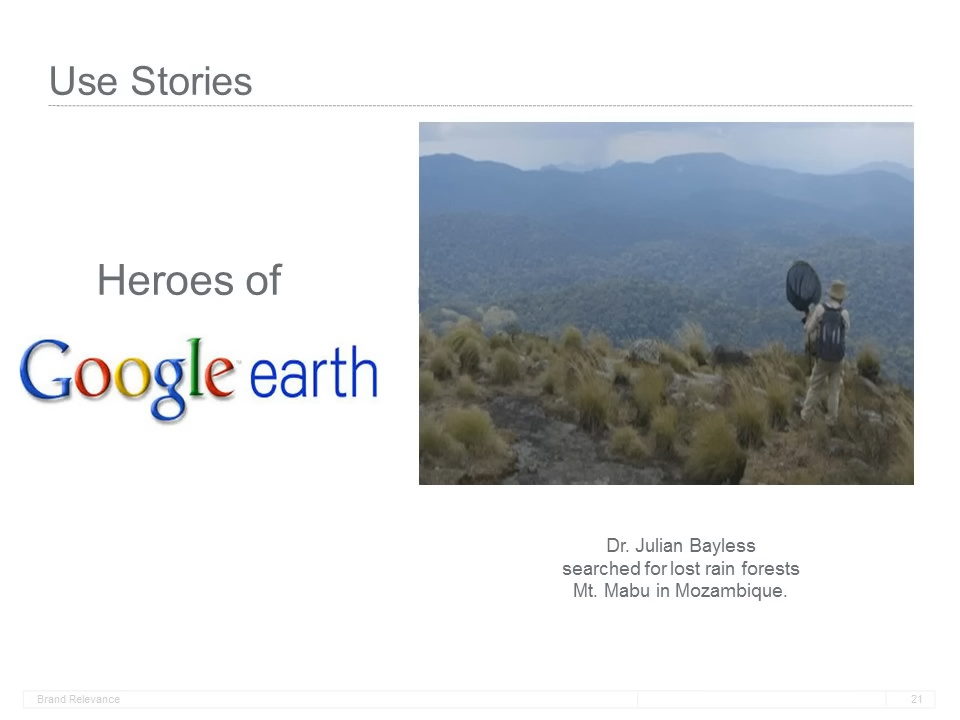 Use Stories
Heroes of
Google™ earth
Dr. Julian Bayless
searched for lost rain forests
Mt. Mabu in Mozambique.
Brand Relevance
21